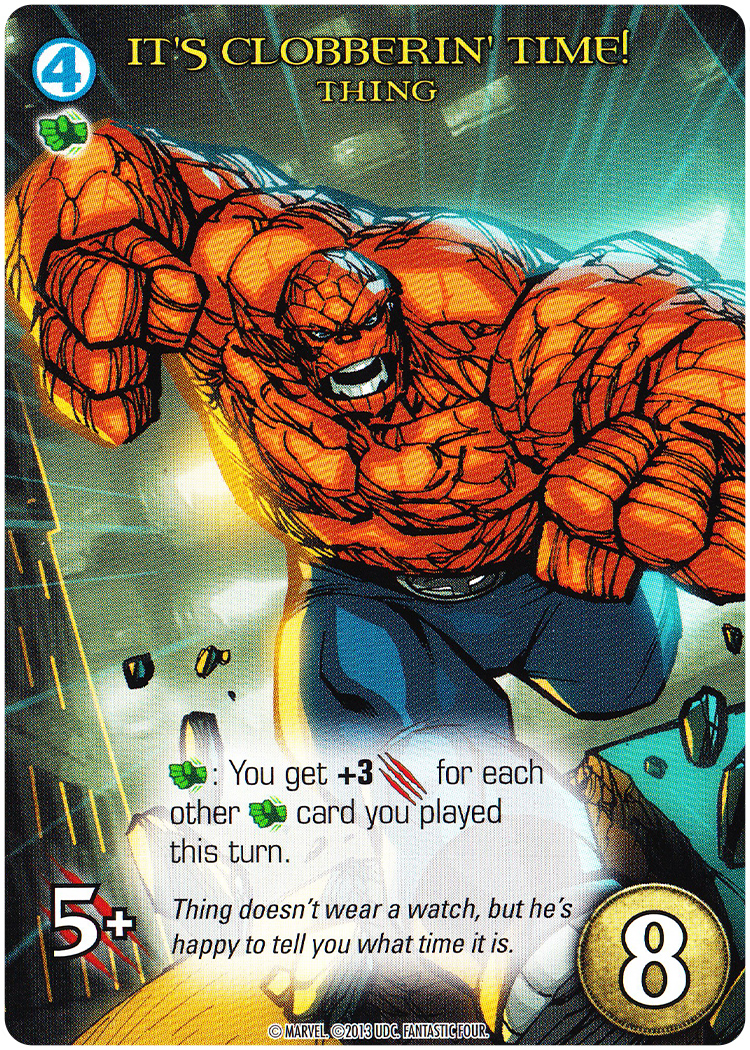 4
IT'S CLOBBERIN' TIME!
THING
: You get +3 for each
other card you played
this turn.
Thing doesn't wear a watch, but he's
happy to tell you what time it is.
5+
8
© MARVEL. ©2013 UDC. FANTASTIC FOUR.